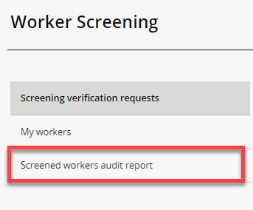 Worker Screening
Screening verification requests
My workers
Screened workers audit report